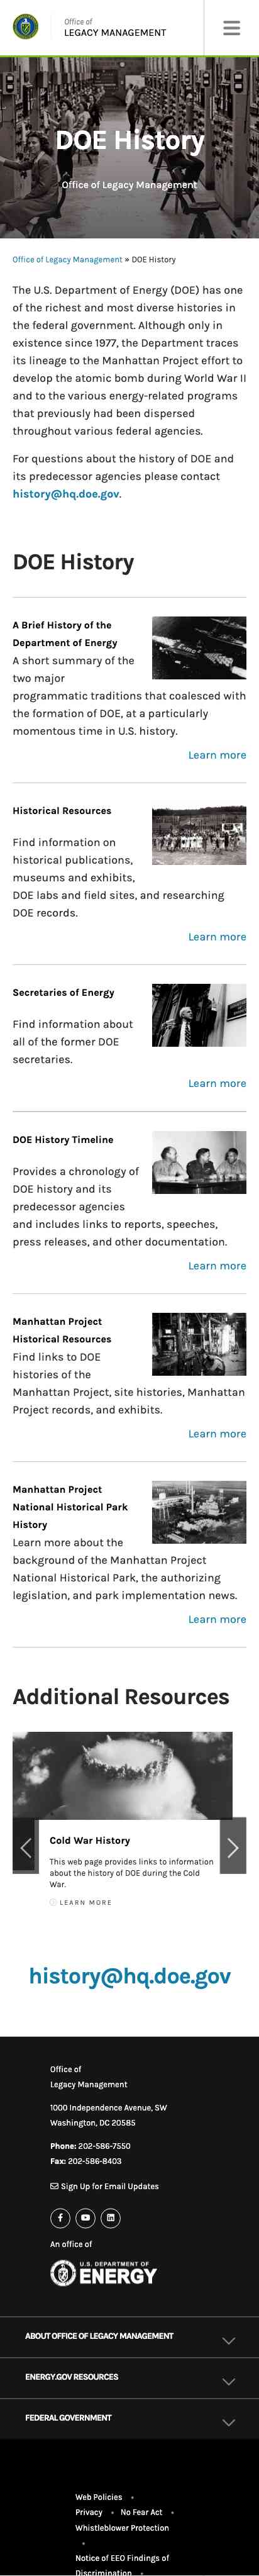 Office of
LEGACY MANAGEMENT
DOE History
Office of Legacy Management
Office of Legacy Management » DOE History
The U.S. Department of Energy (DOE) has one
of the richest and most diverse histories in
the federal government. Although only in
existence since 1977, the Department traces
its lineage to the Manhattan Project effort to
develop the atomic bomb during World War II
and to the various energy-related programs
that previously had been dispersed
throughout various federal agencies.
For questions about the history of DOE and
its predecessor agencies please contact
history@hq.doe.gov.
DOE History
A Brief History of the
Department of Energy
A short summary of the
two major
programmatic traditions that coalesced with
the formation of DOE, at a particularly
momentous time in U.S. history.
Learn more
Historical Resources
Find information on
historical publications,
museums and exhibits,
DOE labs and field sites, and researching
DOE records.
Learn more
Secretaries of Energy
Find information about
all of the former DOE
secretaries.
Learn more
DOE History Timeline
Provides a chronology of
DOE history and its
predecessor agencies
and includes links to reports, speeches,
press releases, and other documentation.
Learn more
Manhattan Project
Historical Resources
Find links to DOE
histories of the
Manhattan Project, site histories, Manhattan
Project records, and exhibits.
Learn more
Manhattan Project
National Historical Park
History
Learn more about the
background of the Manhattan Project
National Historical Park, the authorizing
legislation, and park implementation news.
Learn more
Additional Resources
Cold War History
This web page provides links to information
about the history of DOE during the Cold
War.
LEARN MORE
history@hq.doe.gov
Office of
Legacy Management
1000 Independence Avenue, SW
Washington, DC 20585
Phone: 202-586-7550
Fax: 202-586-8403
Sign Up for Email Updates
An office of
U.S. DEPARTMENT OF
ENERGY
ABOUT OFFICE OF LEGACY MANAGEMENT
ENERGY.GOV RESOURCES
FEDERAL GOVERNMENT
Web Policies •
Privacy • No Fear Act •
Whistleblower Protection
•
Notice of EEO Findings of
Discrimination •